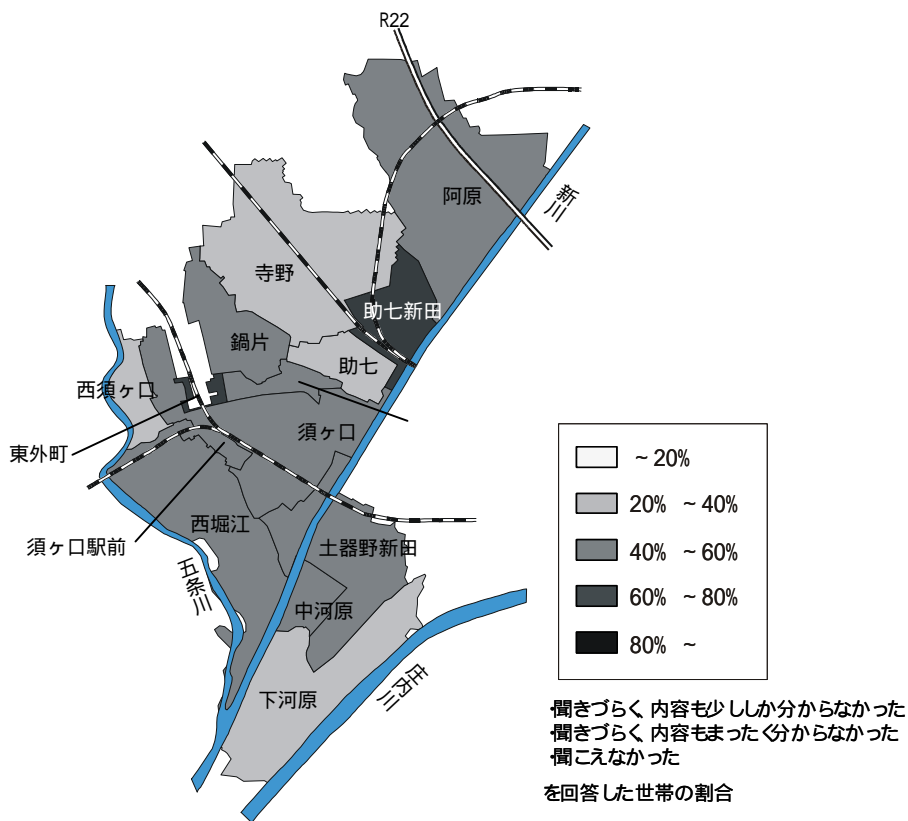 R22
阿原
新川
寺野
助七新田
鍋片
助七
西須ヶ口
須ヶ口
東外町
西堀江
須ヶ口駅前
土器野新田
五条川
中河原
下河原
庄内川
~20%
20% ~40%
40% ~60%
60% ~80%
80% ~
・聞きづらく、内容も少ししか分からなかった
・聞きづらく、内容もまったく分からなかった
・聞こえなかった
を回答した世帯の割合